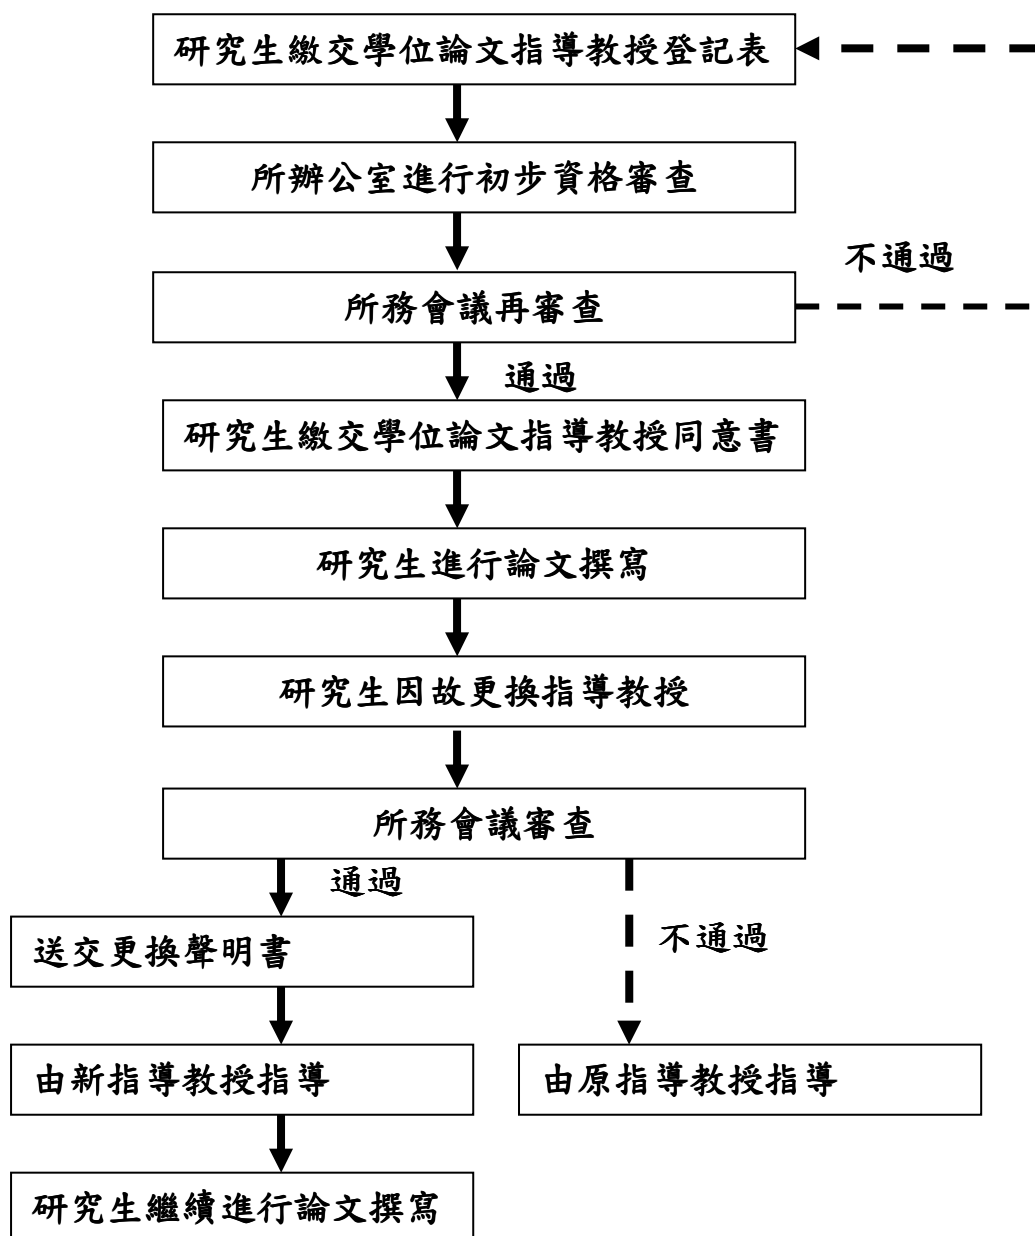 研究生繳交學位論文指導教授登記表
所辦公室進行初步資格審查
不通過
所務會議再審查
通過
研究生繳交學位論文指導教授同意書
研究生進行論文撰寫
研究生因故更換指導教授
所務會議審查
通過
送交更換聲明書
不通過
由新指導教授指導
由原指導教授指導
研究生繼續進行論文撰寫